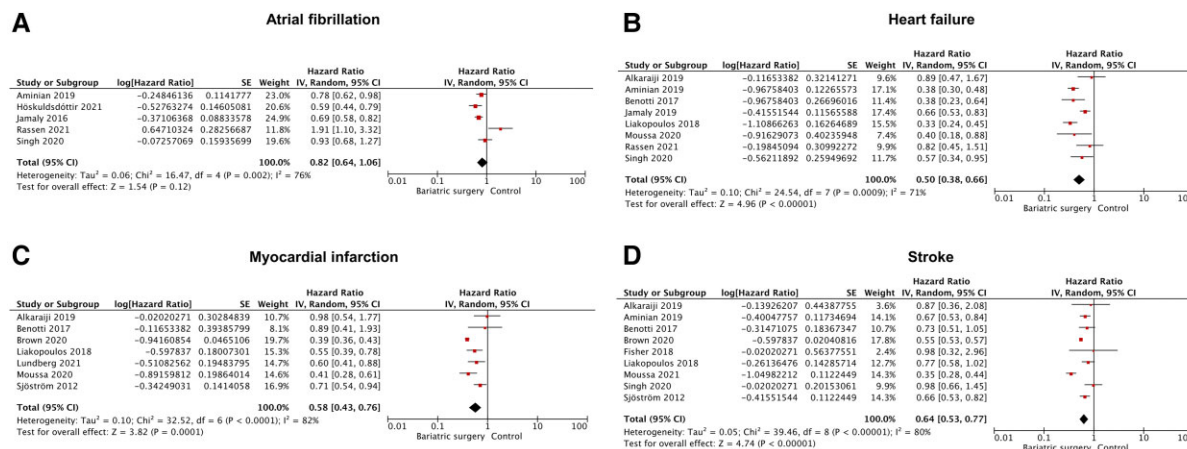 A
Atrial fibrillation
Hazard Ratio Hazard Ratio
Study or Subgroup log[Hazard Ratio] SE Weight IV, Random, 95% CI IV, Random, 95% CI
Aminian 2019 −0.24846136 0.1141777 23.0% 0.78 [0.62, 0.98]
Höskuldsdóttir 2021 −0.52763274 0.14605081 20.6% 0.59 [0.44, 0.79]
Jamaly 2016 −0.37106368 0.08833578 24.9% 0.69 [0.58, 0.82]
Rassen 2021 0.64710324 0.28256687 11.8% 1.91 [1.10, 3.32]
Singh 2020 −0.07257069 0.15935699 19.6% 0.93 [0.68, 1.27]
Total (95% CI) 100.0% 0.82 [0.64, 1.06]
Heterogeneity: Tau² = 0.06; Chi² = 16.47, df = 4 (P = 0.002); I² = 76%
Test for overall effect: Z = 1.54 (P = 0.12)
0.01 0.1 1 10 100
Bariatric surgery Control
B
Heart failure
Hazard Ratio Hazard Ratio
Study or Subgroup log[Hazard Ratio] SE Weight IV, Random, 95% CI IV, Random, 95% CI
Alkaraiji 2019 −0.11653382 0.32141271 9.6% 0.89 [0.47, 1.67]
Aminian 2019 −0.96758403 0.12265573 17.1% 0.38 [0.30, 0.48]
Benotti 2017 −0.96758403 0.26696016 11.4% 0.38 [0.23, 0.64]
Jamaly 2019 −0.41551544 0.11565588 17.3% 0.66 [0.53, 0.83]
Liakopoulos 2018 −1.10866263 0.16264689 15.5% 0.33 [0.24, 0.45]
Moussa 2020 −0.91629073 0.40235948 7.4% 0.40 [0.18, 0.88]
Rassen 2021 −0.19845094 0.30992272 9.9% 0.82 [0.45, 1.51]
Singh 2020 −0.56211892 0.25949692 11.7% 0.57 [0.34, 0.95]
Total (95% CI) 100.0% 0.50 [0.38, 0.66]
Heterogeneity: Tau² = 0.10; Chi² = 24.54, df = 7 (P = 0.0009); I² = 71%
Test for overall effect: Z = 4.96 (P < 0.00001)
0.01 0.1 1 10 100
Bariatric surgery Control
C
Myocardial infarction
Hazard Ratio Hazard Ratio
Study or Subgroup log[Hazard Ratio] SE Weight IV, Random, 95% CI IV, Random, 95% CI
Alkaraiji 2019 −0.02020271 0.30284839 10.7% 0.98 [0.54, 1.77]
Benotti 2017 −0.11653382 0.39385799 8.1% 0.89 [0.41, 1.93]
Brown 2020 −0.94160854 0.0465106 19.7% 0.39 [0.36, 0.43]
Liakopoulos 2018 −0.597837 0.18007301 15.3% 0.55 [0.39, 0.78]
Lundberg 2021 −0.51082562 0.19483795 14.7% 0.60 [0.41, 0.88]
Moussa 2020 −0.89159812 0.19864014 14.6% 0.41 [0.28, 0.61]
Sjöström 2012 −0.34249031 0.1414058 16.9% 0.71 [0.54, 0.94]
Total (95% CI) 100.0% 0.58 [0.43, 0.76]
Heterogeneity: Tau² = 0.10; Chi² = 32.52, df = 6 (P < 0.0001); I² = 82%
Test for overall effect: Z = 3.82 (P = 0.0001)
0.01 0.1 1 10 100
Bariatric surgery Control
D
Stroke
Hazard Ratio Hazard Ratio
Study or Subgroup log[Hazard Ratio] SE Weight IV, Random, 95% CI IV, Random, 95% CI
Alkaraiji 2019 −0.13926207 0.44387755 3.6% 0.87 [0.36, 2.08]
Aminian 2019 −0.40047757 0.11734694 14.1% 0.67 [0.53, 0.84]
Benotti 2017 −0.31471075 0.18367347 10.7% 0.73 [0.51, 1.05]
Brown 2020 −0.597837 0.02040816 17.8% 0.55 [0.53, 0.57]
Fisher 2018 −0.02020271 0.56377551 2.4% 0.98 [0.32, 2.96]
Liakopoulos 2018 −0.26136476 0.14285714 12.8% 0.77 [0.58, 1.02]
Moussa 2021 −1.04982212 0.1122449 14.3% 0.35 [0.28, 0.44]
Singh 2020 −0.02020271 0.20153061 9.9% 0.98 [0.66, 1.45]
Sjöström 2012 −0.41551544 0.1122449 14.3% 0.66 [0.53, 0.82]
Total (95% CI) 100.0% 0.64 [0.53, 0.77]
Heterogeneity: Tau² = 0.05; Chi² = 39.46, df = 8 (P < 0.00001); I² = 80%
Test for overall effect: Z = 4.74 (P < 0.00001)
0.01 0.1 1 10 100
Bariatric surgery Control